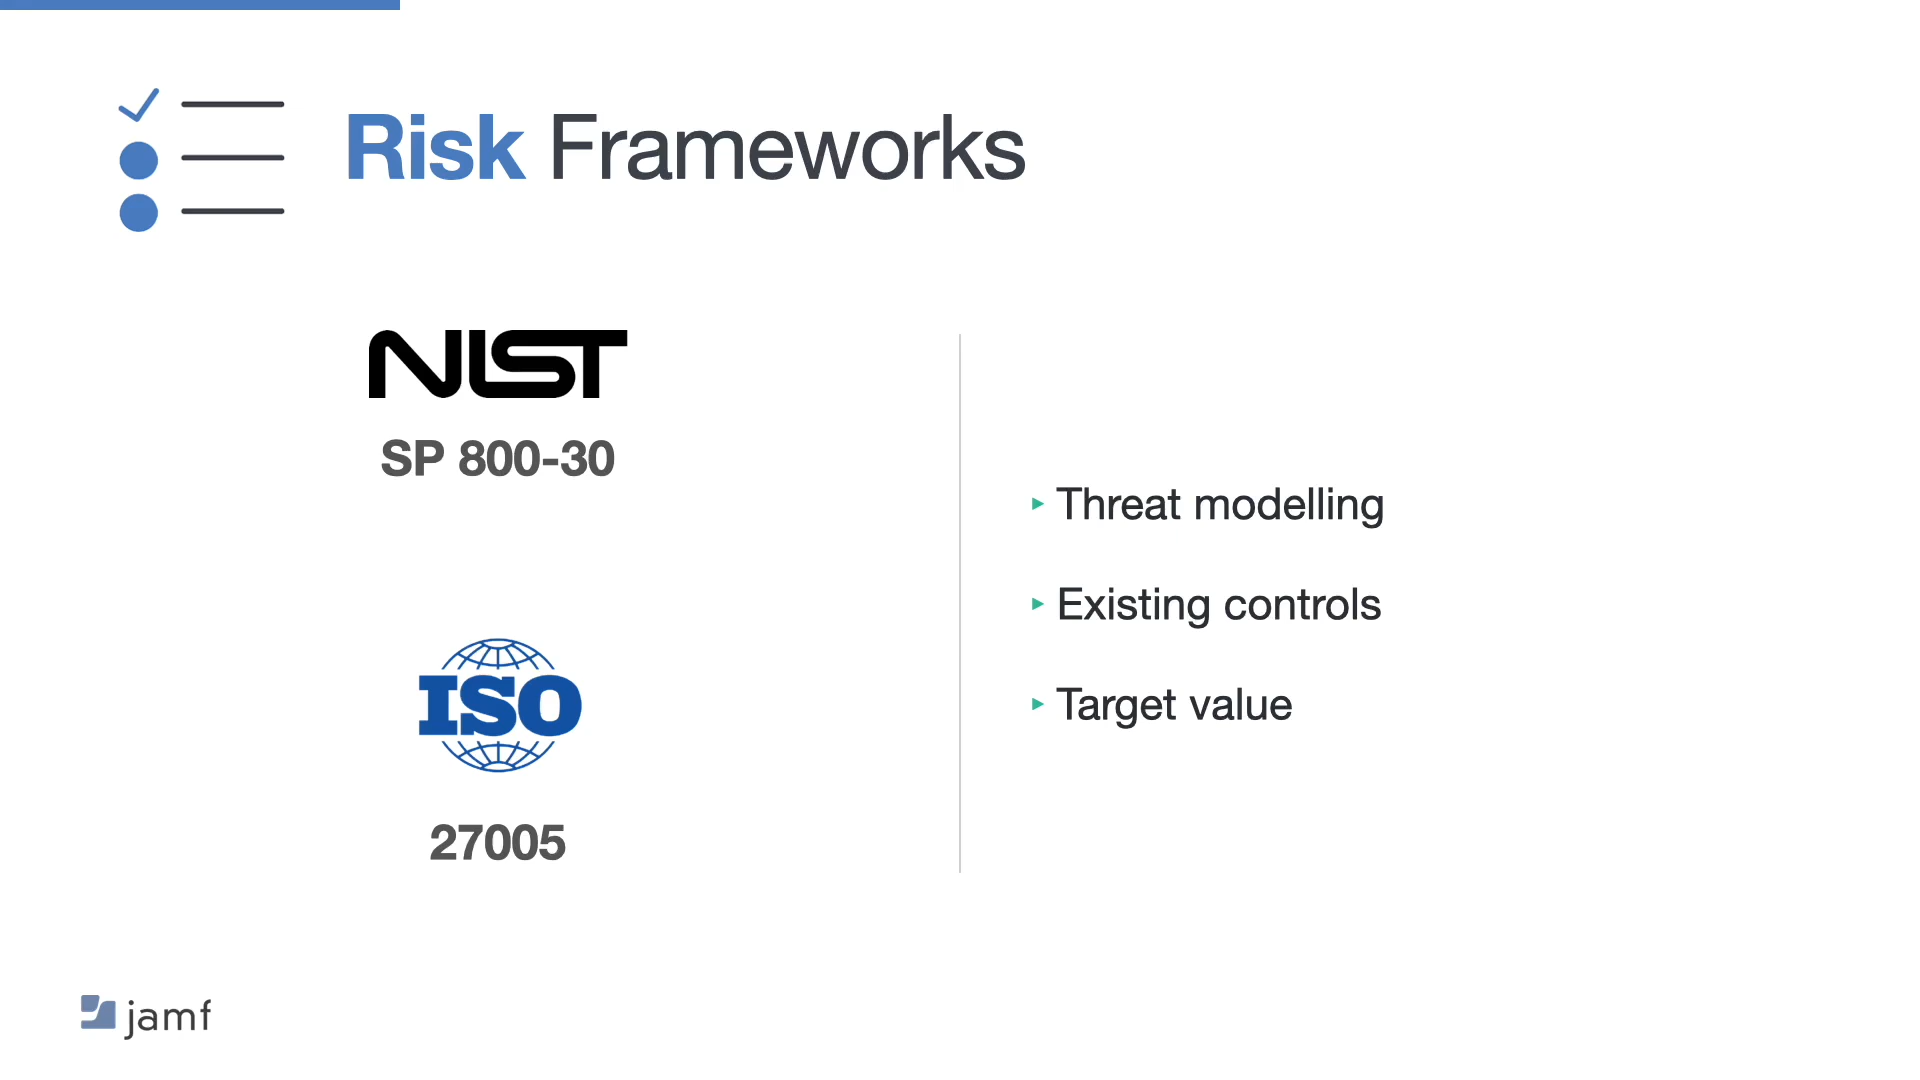 Risk Frameworks
NIST
SP 800-30
ISO
27005
Threat modelling
Existing controls
Target value
jamf